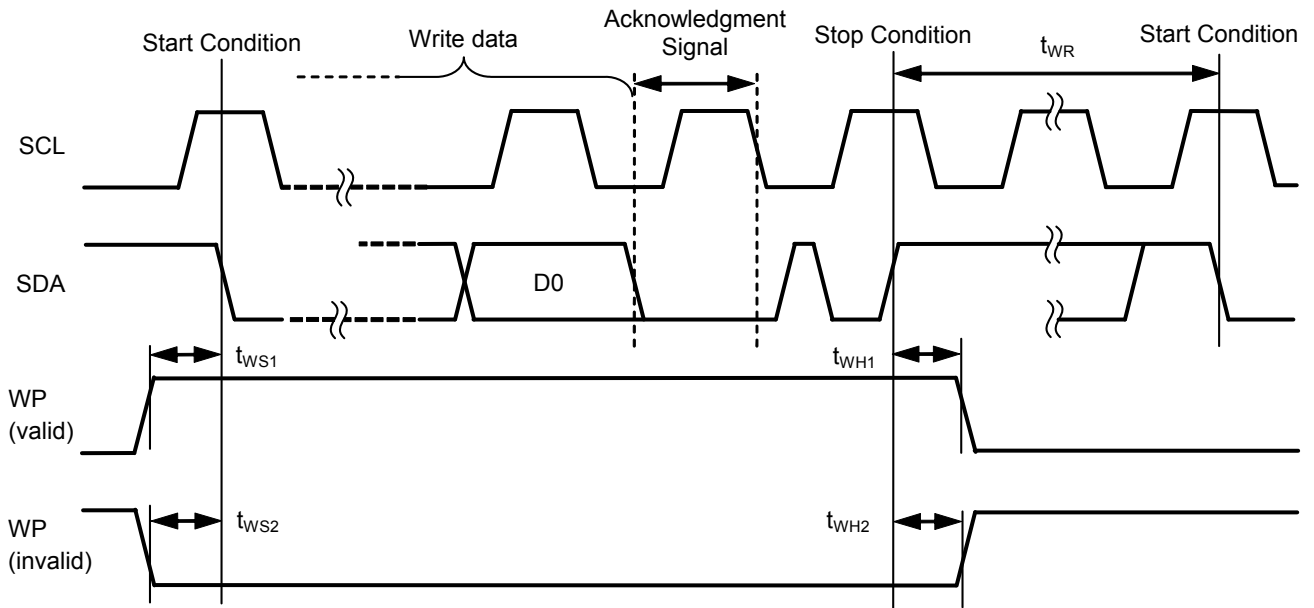 Start Condition
Write data
Acknowledgment
Signal
Stop Condition
tWR
Start Condition
SCL
SDA
D0
tWS1
tWH1
WP
(valid)
tWS2
tWH2
WP
(invalid)